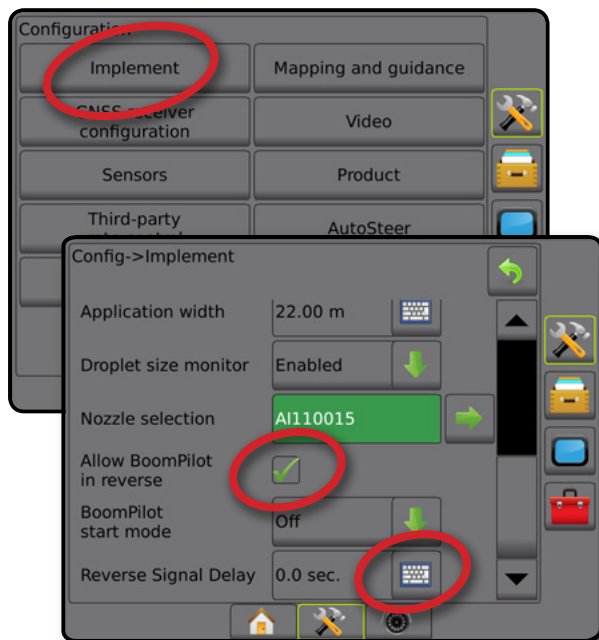 Configuration
Implement
Mapping and guidance
GNSS receiver
configuration
Video
Sensors
Product
Third-party
AutoSteer
Config->Implement
Application width
22.00 m
Droplet size monitor
Enabled
Nozzle selection
AI110015
Allow BoomPilot
in reverse
BoomPilot
start mode
Off
Reverse Signal Delay
0.0 sec.